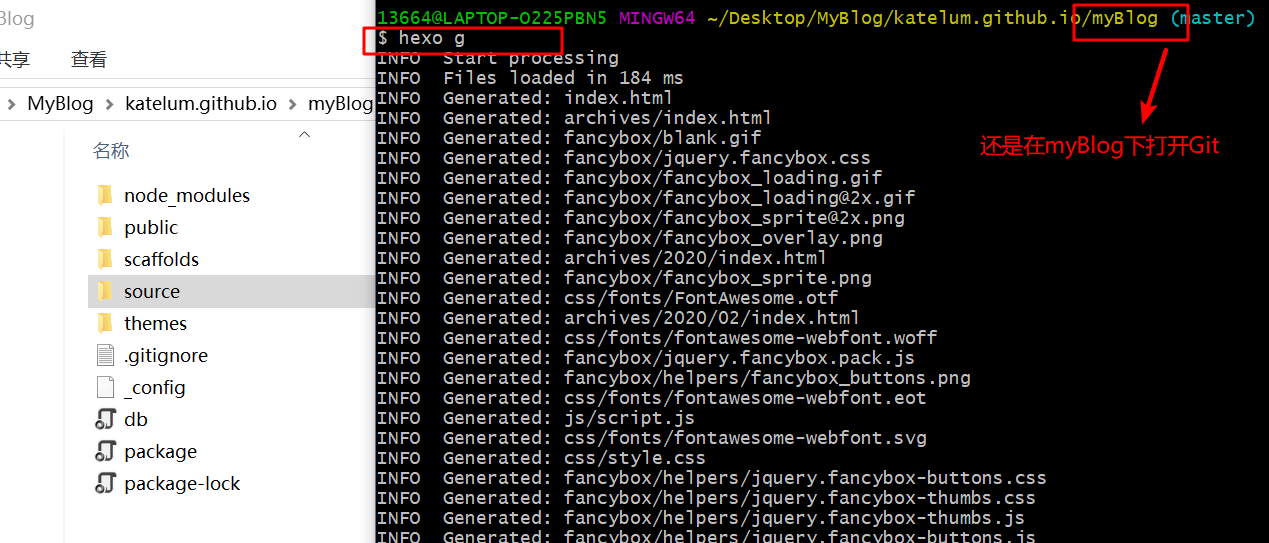 Blog
共享
查看
MyBlog
katelum.github.io
myBlog
名称
node_modules
public
scaffolds
source
themes
.gitignore
_config
db
package
package-lock
13664@LAPTOP-O225PBN5 MINGW64 ~/Desktop/MyBlog/katelum.github.io/myBlog (master)
$ hexo g
INFO  Start processing
INFO  Files loaded in 184 ms
INFO  Generated: index.html
INFO  Generated: archives/index.html
INFO  Generated: fancybox/blank.gif
INFO  Generated: fancybox/jquery.fancybox.css
INFO  Generated: fancybox/fancybox_loading.gif
INFO  Generated: fancybox/fancybox_loading@2x.gif
INFO  Generated: fancybox/fancybox_sprite@2x.png
INFO  Generated: fancybox/fancybox_overlay.png
INFO  Generated: archives/2020/index.html
INFO  Generated: fancybox/fancybox_sprite.png
INFO  Generated: css/fonts/FontAwesome.otf
INFO  Generated: archives/2020/02/index.html
INFO  Generated: css/fonts/fontawesome-webfont.woff
INFO  Generated: fancybox/jquery.fancybox.pack.js
INFO  Generated: fancybox/helpers/fancybox_buttons.png
INFO  Generated: css/fonts/fontawesome-webfont.eot
INFO  Generated: js/script.js
INFO  Generated: css/fonts/fontawesome-webfont.svg
INFO  Generated: css/style.css
INFO  Generated: fancybox/helpers/jquery.fancybox-buttons.css
INFO  Generated: fancybox/helpers/jquery.fancybox-thumbs.css
INFO  Generated: fancybox/helpers/jquery.fancybox-thumbs.js
INFO  Generated: fancybox/helpers/jquery.fancybox-buttons.js
还是在myBlog下打开Git